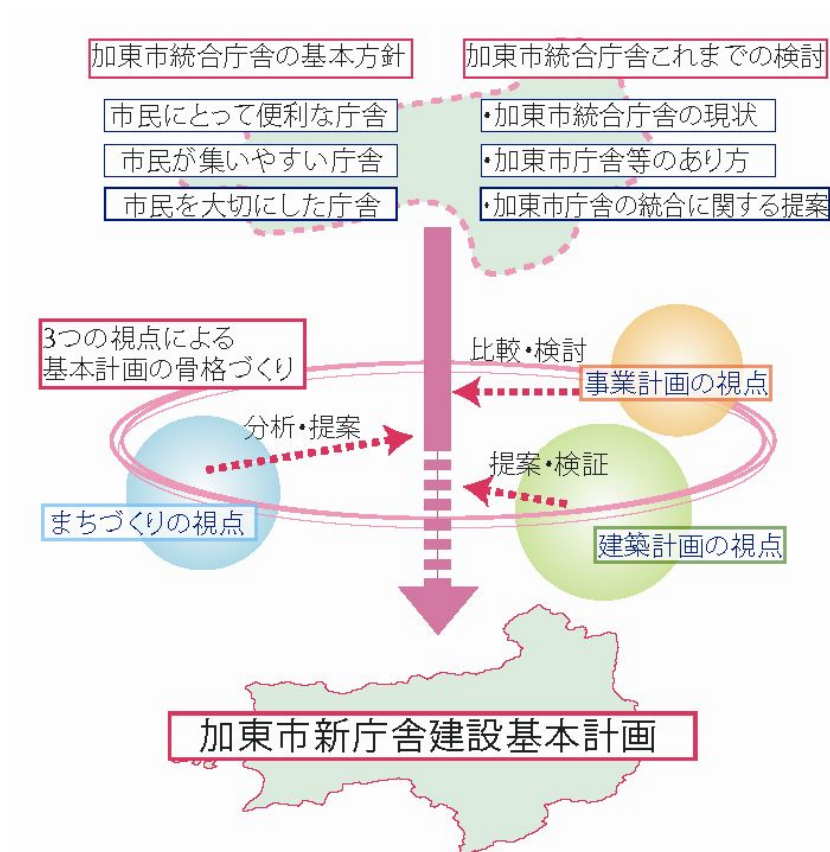 加東市統合庁舎の基本方針
市民にとって便利な庁舎
市民が集いやすい庁舎
市民を大切にした庁舎
加東市統合庁舎これまでの検討
・加東市統合庁舎の現状
・加東市庁舎等のあり方
・加東市庁舎の統合に関する提案
3つの視点による
基本計画の骨格づくり
比較・検討
事業計画の視点
分析・提案
まちづくりの視点
提案・検証
建築計画の視点
加東市新庁舎建設基本計画